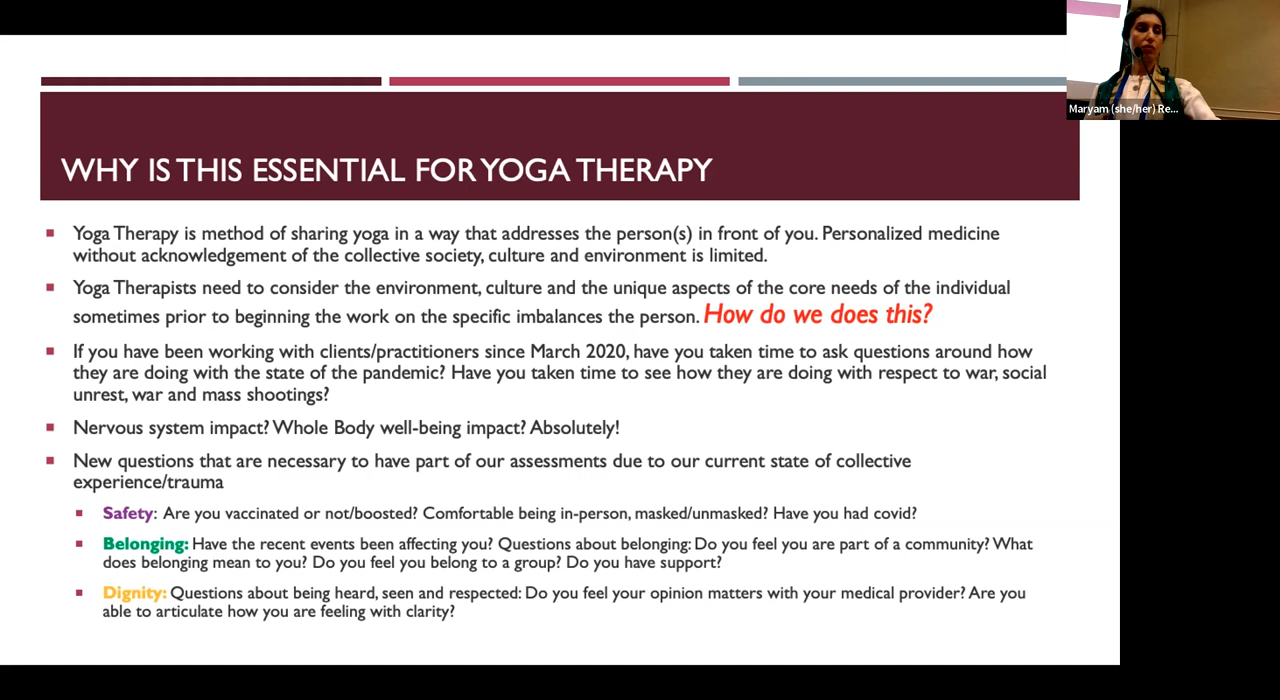 Maryam (she/her) Re...
WHY IS THIS ESSENTIAL FOR YOGA THERAPY
Yoga Therapy is method of sharing yoga in a way that addresses the person(s) in front of you. Personalized medicine
without acknowledgement of the collective society, culture and environment is limited.
Yoga Therapists need to consider the environment, culture and the unique aspects of the core needs of the individual
sometimes prior to beginning the work on the specific imbalances the person. How do we does this?
If you have been working with clients/practitioners since March 2020, have you taken time to ask questions around how
they are doing with the state of the pandemic? Have you taken time to see how they are doing with respect to war, social
unrest, war and mass shootings?
Nervous system impact? Whole Body well-being impact? Absolutely!
New questions that are necessary to have part of our assessments due to our current state of collective
experience/trauma
Safety: Are you vaccinated or not/boosted? Comfortable being in-person, masked/unmasked? Have you had covid?
Belonging: Have the recent events been affecting you? Questions about belonging: Do you feel you are part of a community? What
does belonging mean to you? Do you feel you belong to a group? Do you have support?
Dignity: Questions about being heard, seen and respected: Do you feel your opinion matters with your medical provider? Are you
able to articulate how you are feeling with clarity?